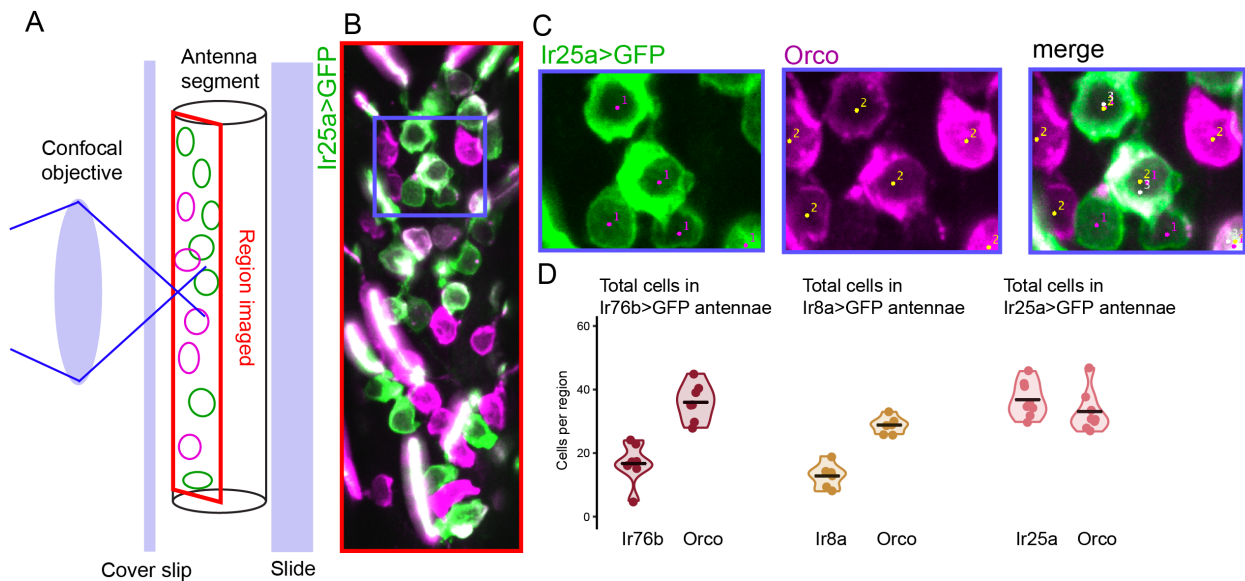 A
Antenna
segment
Confocal
objective
Region imaged
Cover slip
Slide
B
Ir25a>GFP
C
Ir25a>GFP
1
1
1
1
1
Orco
2
2
2
2
2
2
merge
3
2
2
2
1
2
3
2
1
1
D
Total cells in
Ir76b>GFP antennae
Total cells in
Ir8a>GFP antennae
Total cells in
Ir25a>GFP antennae
Cells per region
60
40
20
0
Ir76b
Orco
Ir8a
Orco
Ir25a
Orco